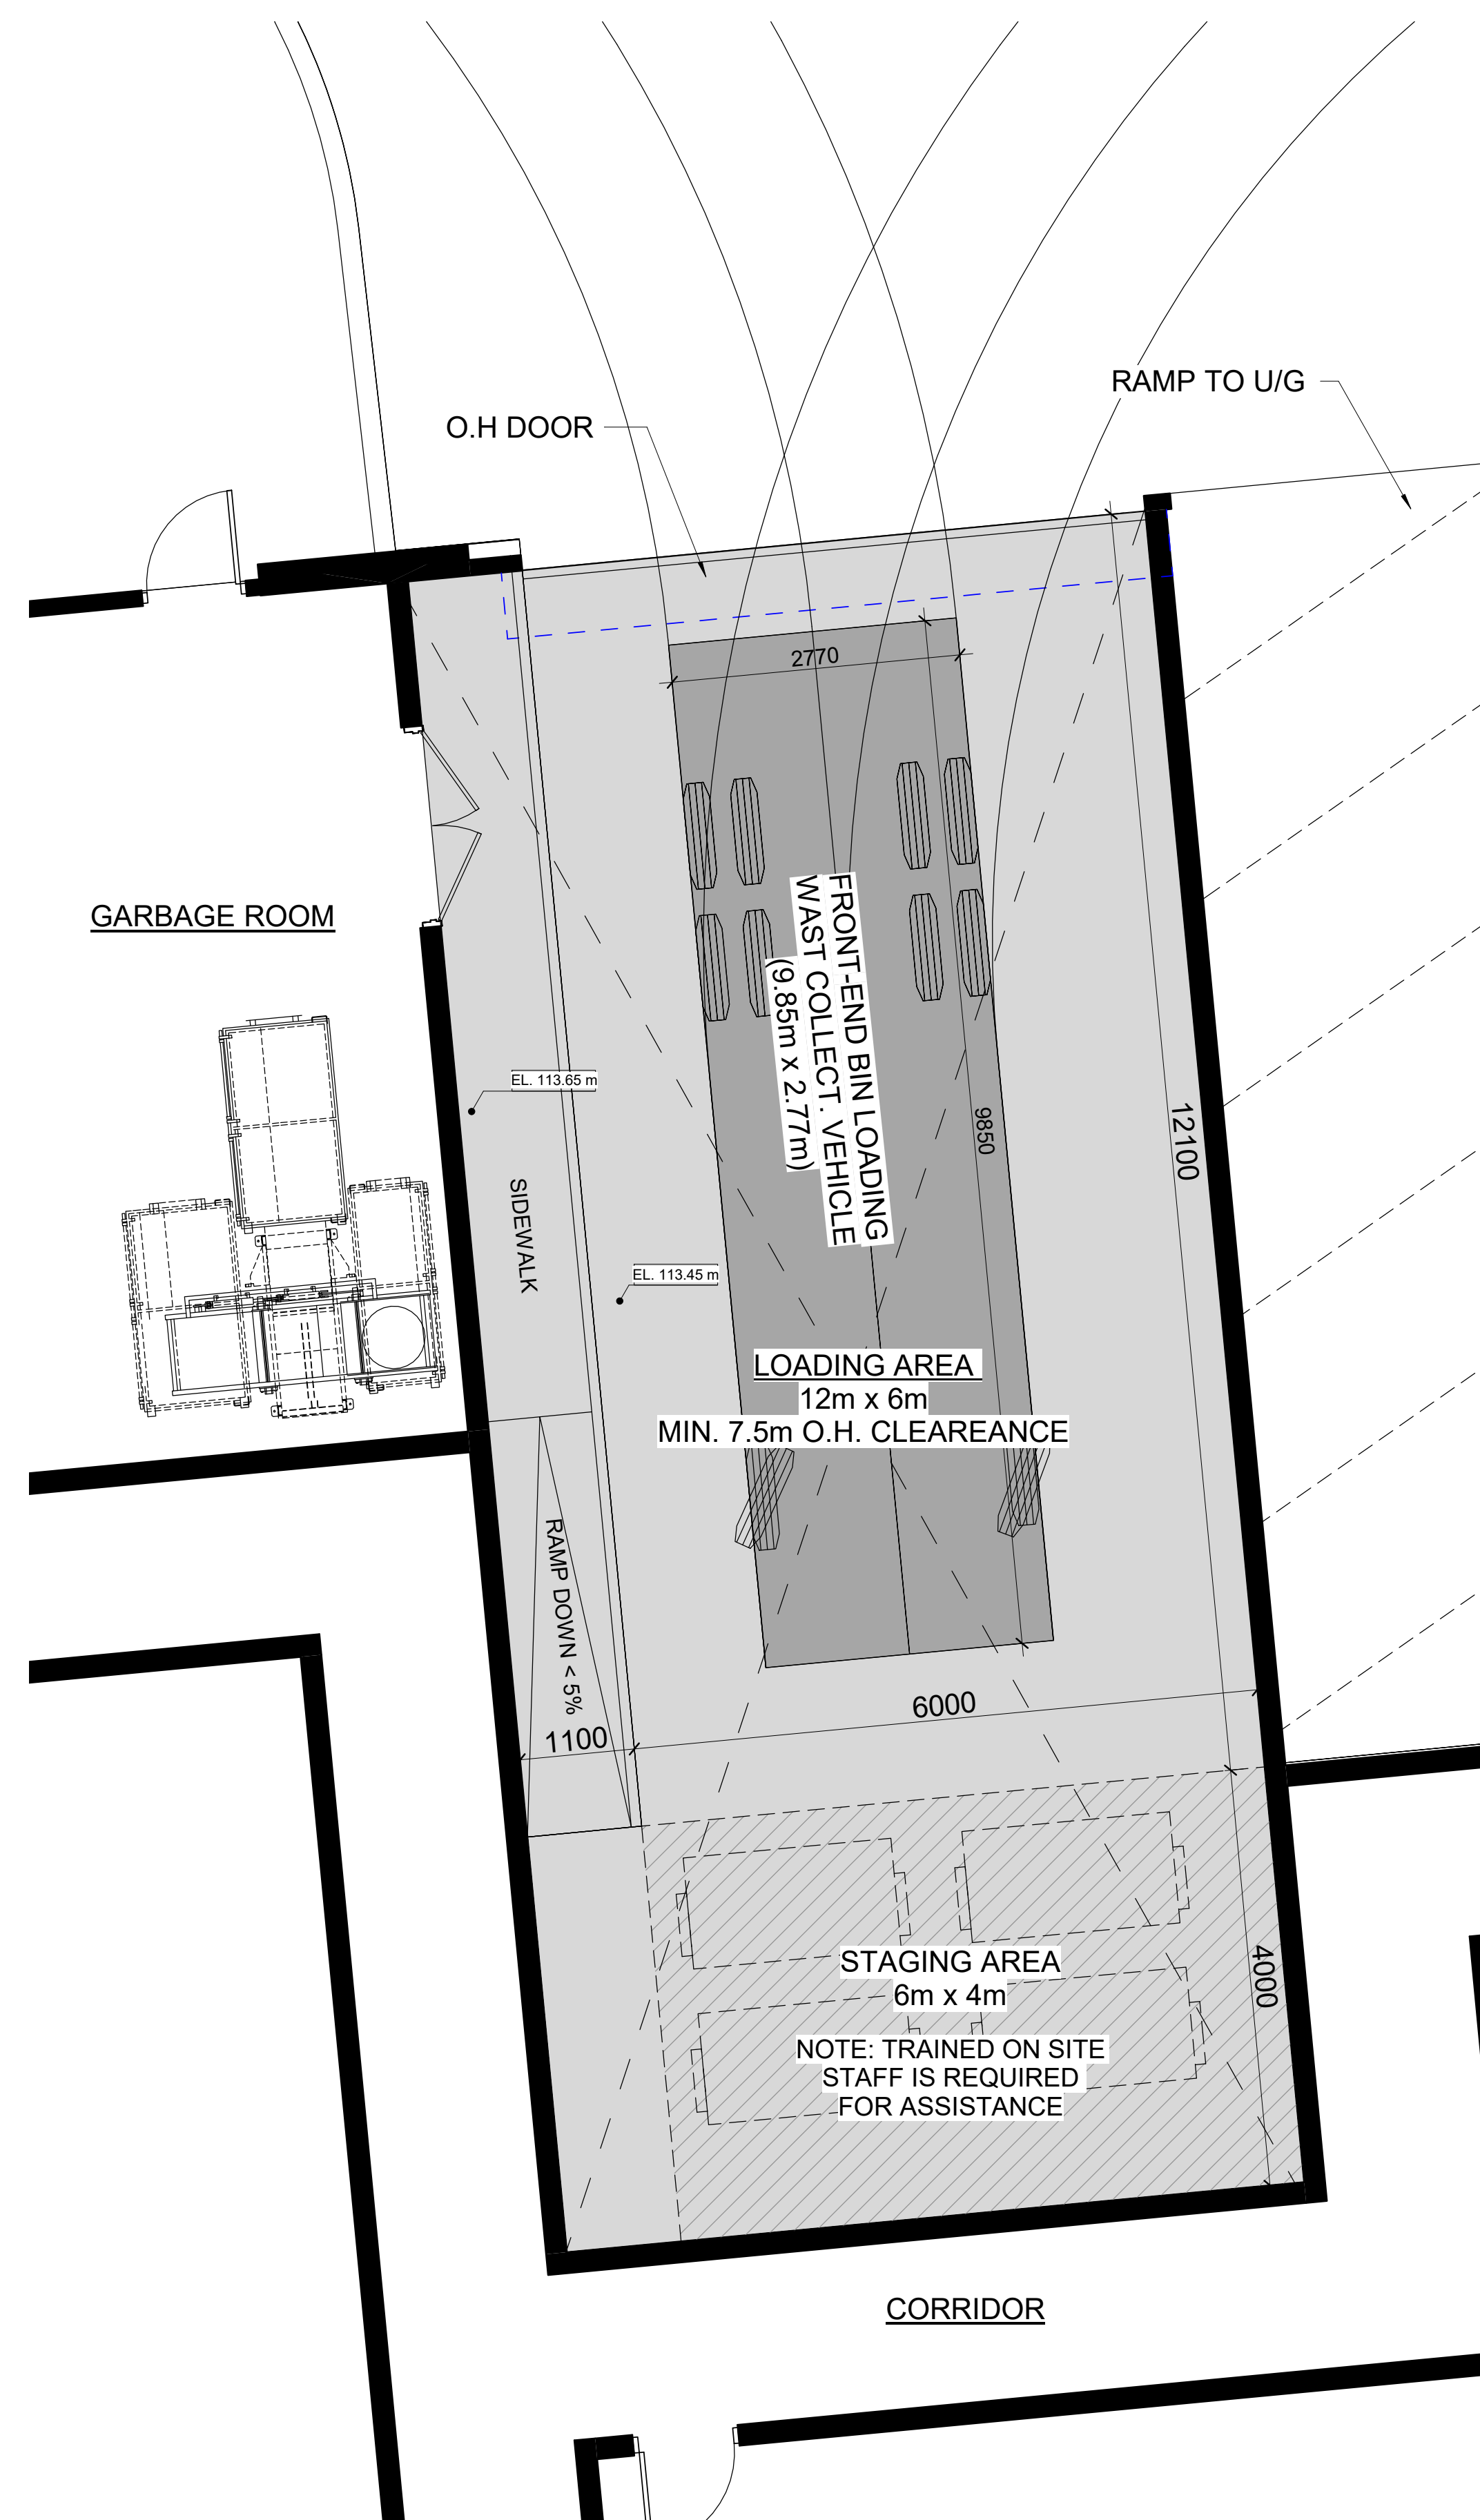 RAMP TO U/G
O.H DOOR
2770
GARBAGE ROOM
FRONT-END BIN LOADING
WAST COLLECT. VEHICLE
(9.85m x 2.77m)
EL. 113.65 m
9850
12100
SIDEWALK
EL. 113.45 m
LOADING AREA
12m x 6m
MIN. 7.5m O.H. CLEAREANCE
RAMP DOWN < 5%
6000
1100
STAGING AREA
6m x 4m
4000
NOTE: TRAINED ON SITE
STAFF IS REQUIRED
FOR ASSISTANCE
CORRIDOR